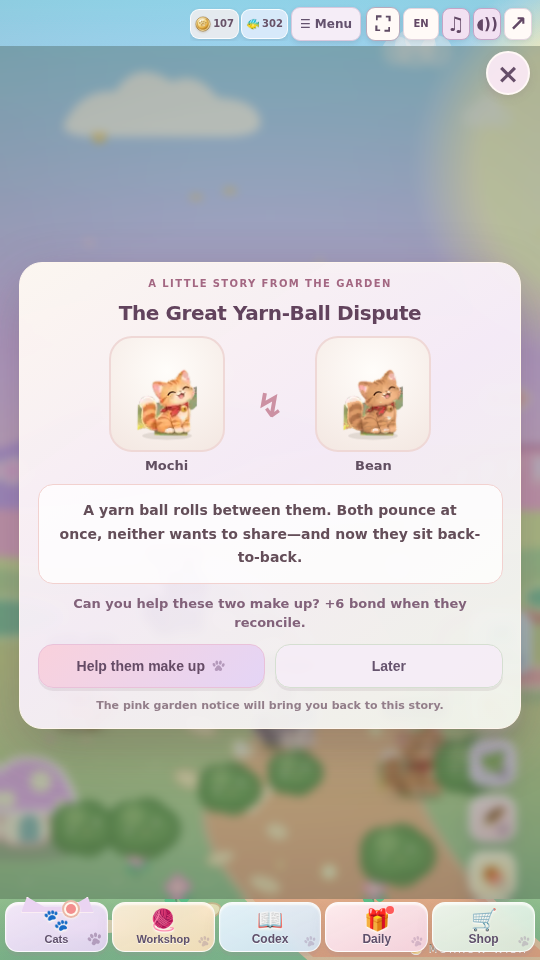 107
302
☰ Menu
EN
A LITTLE STORY FROM THE GARDEN
The Great Yarn-Ball Dispute
Mochi
Bean
A yarn ball rolls between them. Both pounce at
once, neither wants to share—and now they sit back-
to-back.
Can you help these two make up? +6 bond when they
reconcile.
Help them make up
Later
The pink garden notice will bring you back to this story.
Cats
Workshop
Codex
Daily
Shop